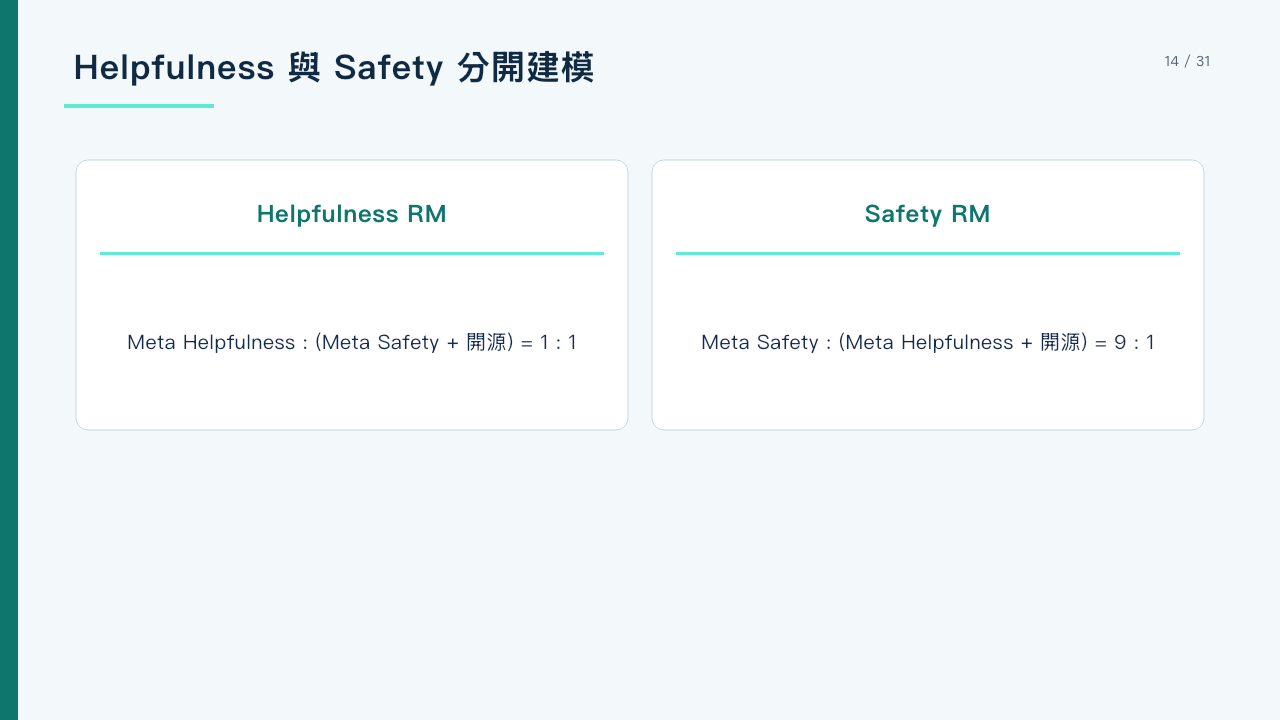 Helpfulness 與 Safety 分開建模
14 / 31
Helpfulness RM
Meta Helpfulness : (Meta Safety + 開源) = 1 : 1
Safety RM
Meta Safety : (Meta Helpfulness + 開源) = 9 : 1